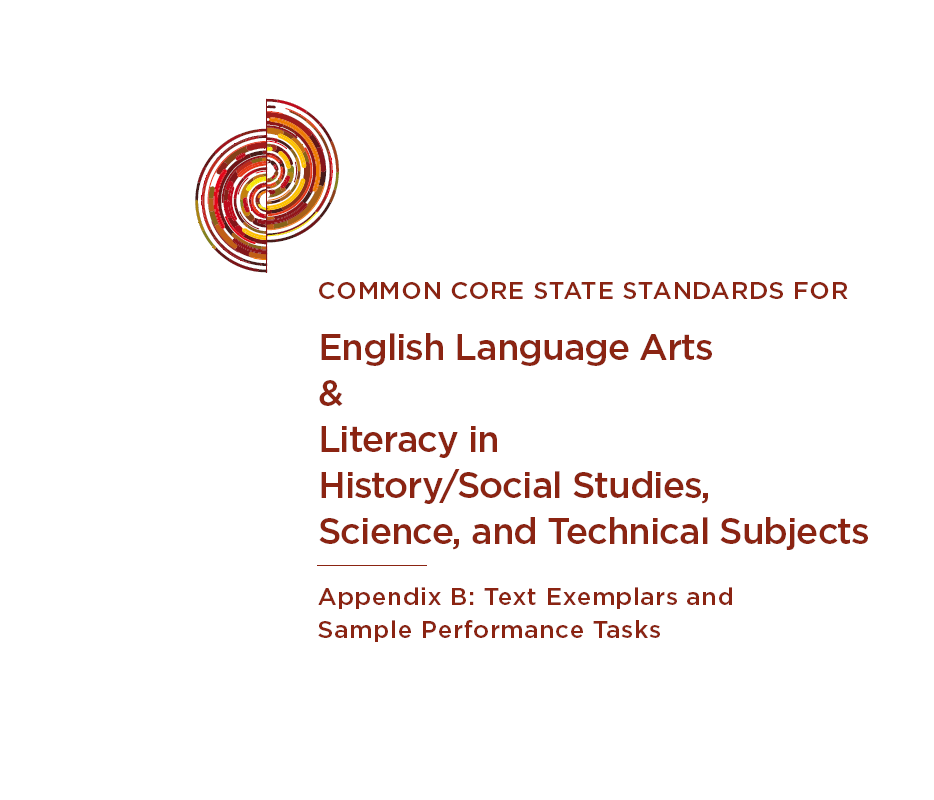 COMMON CORE STATE STANDARDS FOR
English Language Arts
&
Literacy in
History/Social Studies,
Science, and Technical Subjects
Appendix B: Text Exemplars and
Sample Performance Tasks